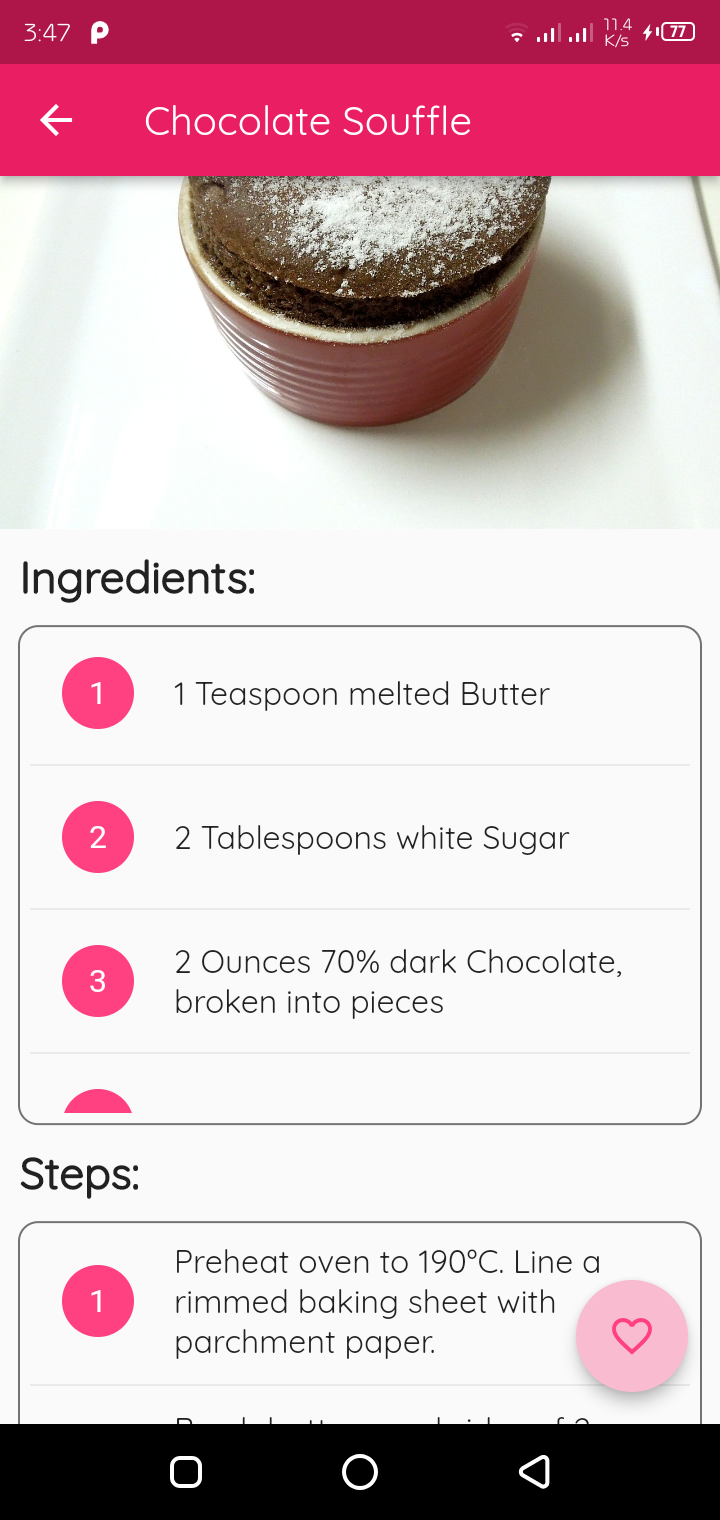 3:47
11.4
K/s
77
Chocolate Souffle
Ingredients:
1
1 Teaspoon melted Butter
2
2 Tablespoons white Sugar
3
2 Ounces 70% dark Chocolate,
broken into pieces
Steps:
1
Preheat oven to 190°C. Line a
rimmed baking sheet with
parchment paper.